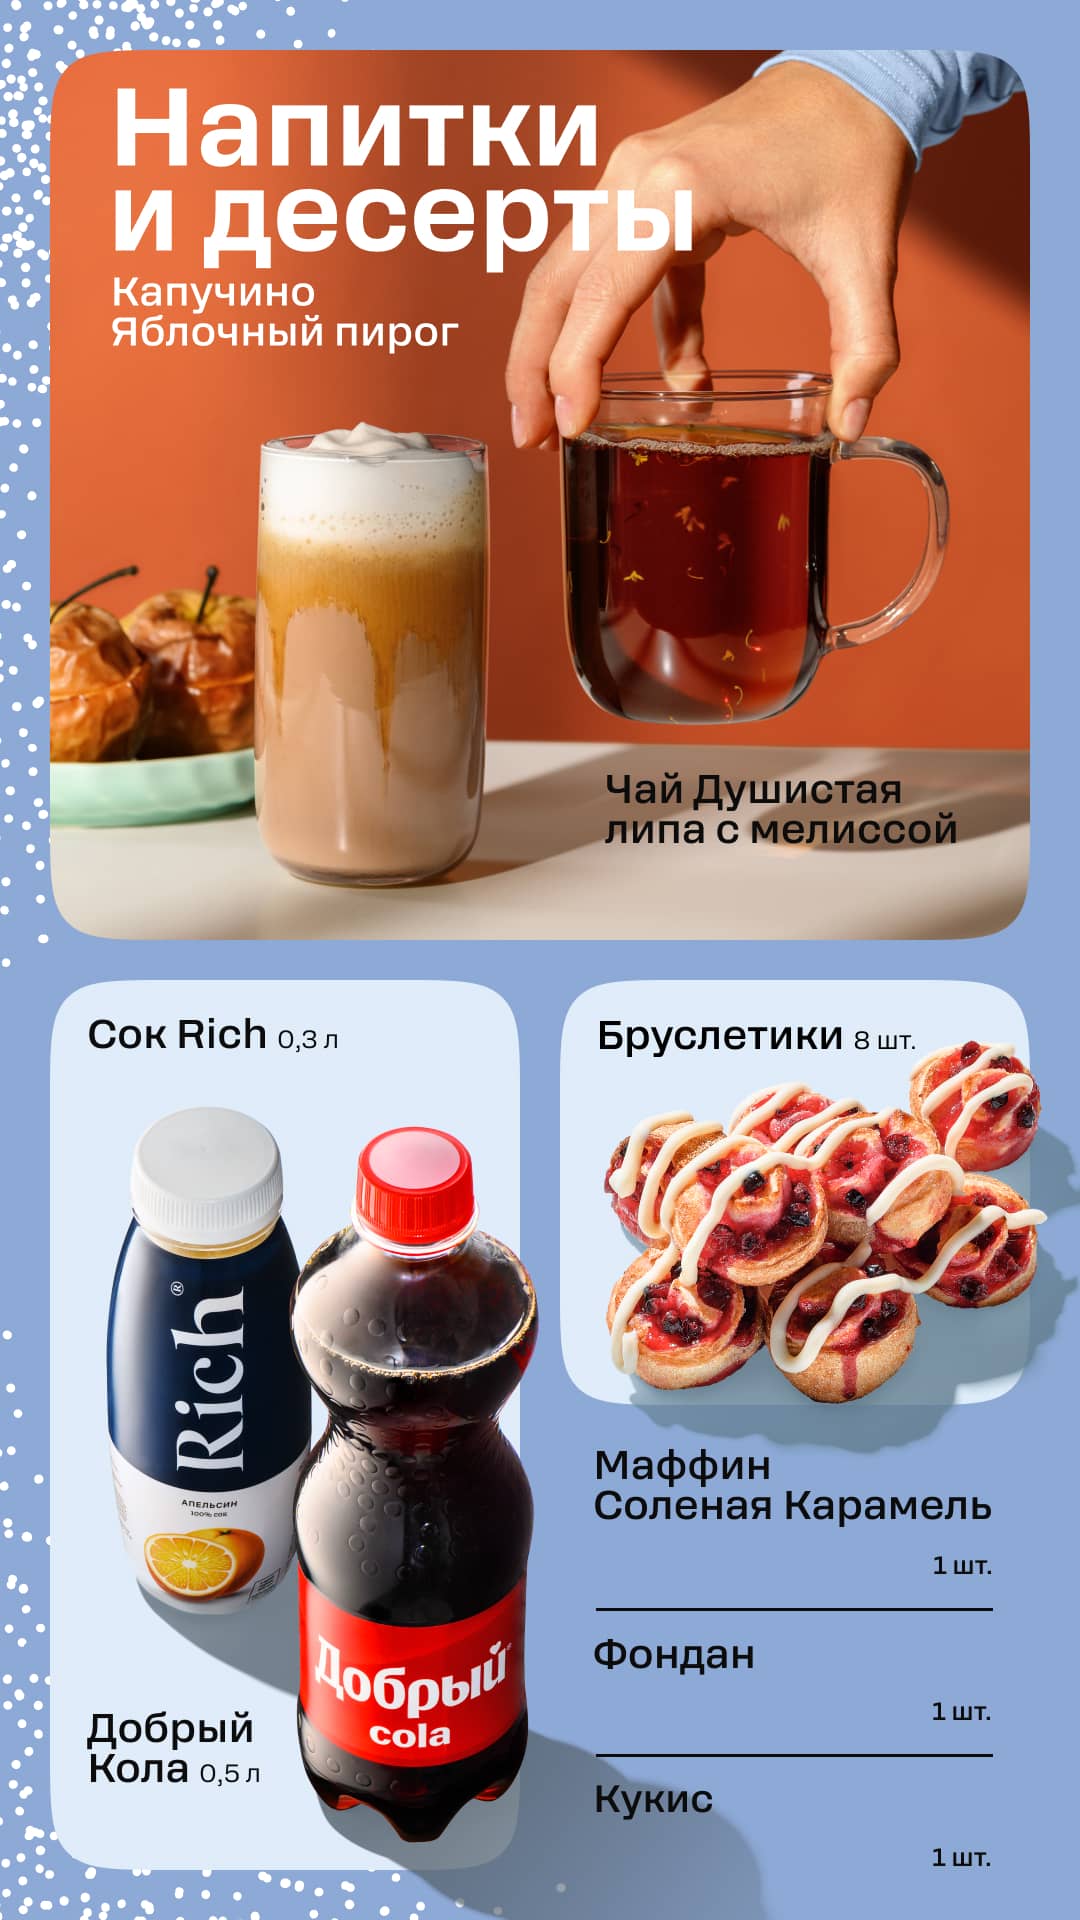 Напитки
и десерты
Капучино
Яблочный пирог
Чай Душистая
липа с мелиссой
Сок Rich 0,3 л
Rich®
АПЕЛЬСИН
100% сок
Добрый
cola
Добрый
Кола 0,5 л
Бруслетики 8 шт.
Маффин
Соленая Карамель
1 шт.
Фондан
1 шт.
Кукис
1 шт.